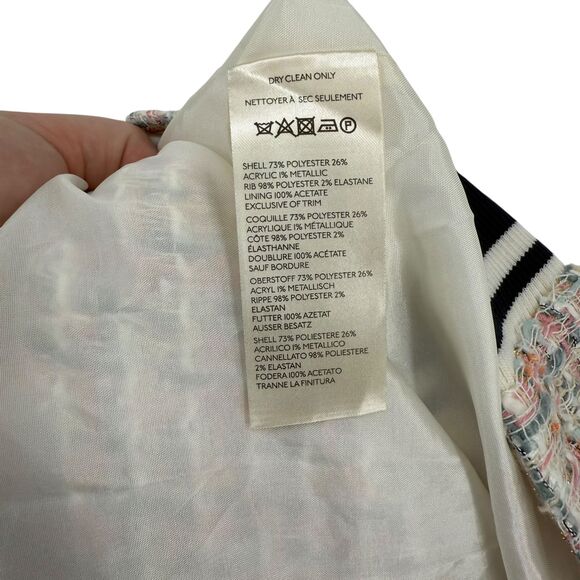 DRY CLEAN ONLY
NETTOYER À SEC SEULEMENT
P
SHELL 73% POLYESTER 26%
ACRYLIC 1% METALLIC
RIB 98% POLYESTER 2% ELASTANE
LINING 100% ACETATE
EXCLUSIVE OF TRIM
COQUILLE 73% POLYESTER 26%
ACRYLIQUE 1% MÉTALLIQUE
CÔTE 98% POLYESTER 2%
ÉLASTHANNE
DOUBLURE 100% ACÉTATE
SAUF BORDURE
OBERSTOFF 73% POLYESTER 26%
ACRYL 1% METALLISCH
RIPPE 98% POLYESTER 2%
ELASTAN
FUTTER 100% AZETAT
AUSSER BESATZ
SHELL 73% POLIESTERE 26%
ACRILICO 1% METALLICO
CANNELLATO 98% POLIESTERE
2% ELASTAN
FODERA 100% ACETATO
TRANNE LA FINITURA